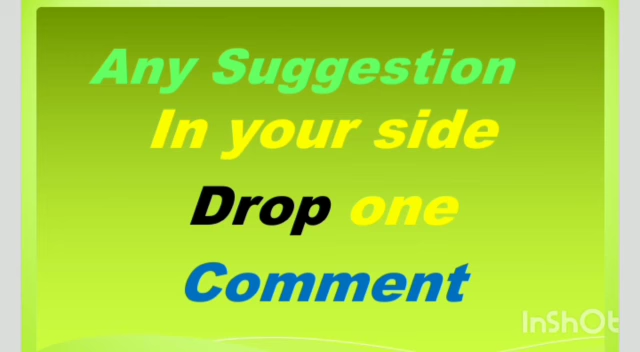 Any Suggestion
In your side
Drop one
Comment
InShOt